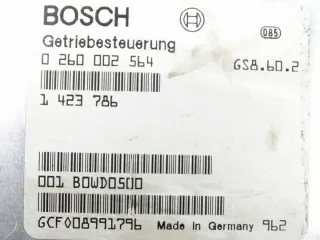 BOSCH
085
Getriebesteuerung
0 260 002 564 GS8.60.2
1 423 786
001 BOWD0500
GCF008991796 Made in Germany 962